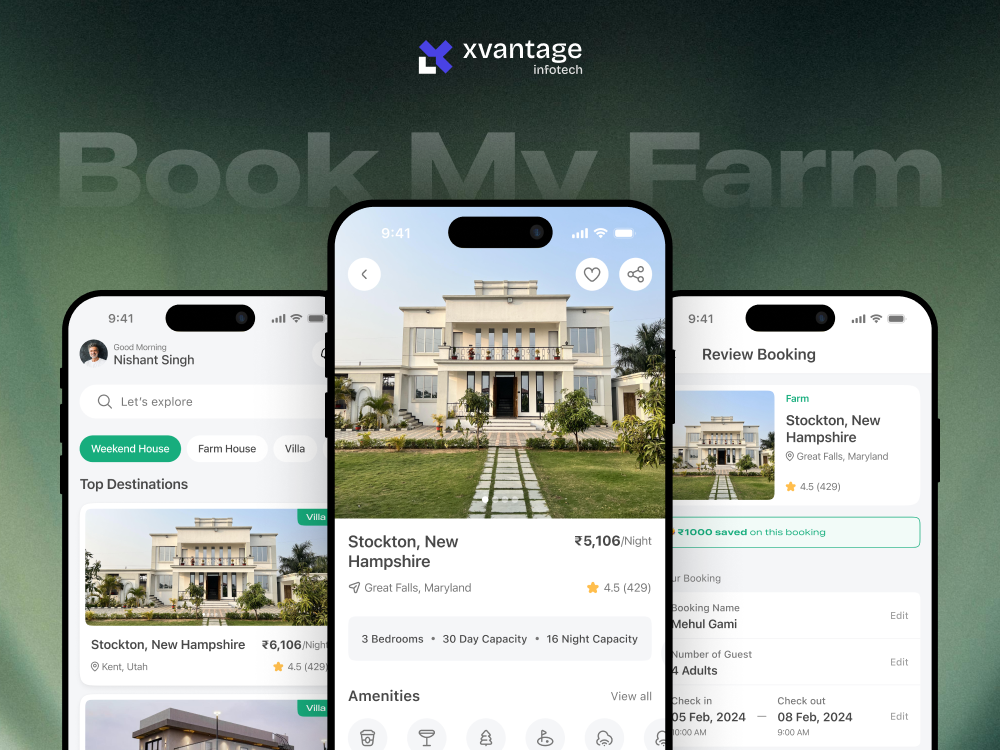 xvantage
infotech
Book My Farm
9:41
Good Morning
Nishant Singh
Let's explore
Weekend House
Farm House
Villa
Top Destinations
Villa
Stockton, New Hampshire
₹6,106/Night
Kent, Utah
4.5 (429)
Villa
9:41
Stockton, New
Hampshire
₹5,106/Night
Great Falls, Maryland
4.5 (429)
3 Bedrooms • 30 Day Capacity • 16 Night Capacity
Amenities
View all
9:41
Review Booking
Farm
Stockton, New
Hampshire
Great Falls, Maryland
4.5 (429)
₹1000 saved on this booking
ur Booking
Booking Name
Mehul Gami
Edit
Number of Guest
4 Adults
Edit
Check in
05 Feb, 2024
10:00 AM
—
Check out
08 Feb, 2024
9:00 AM
Edit